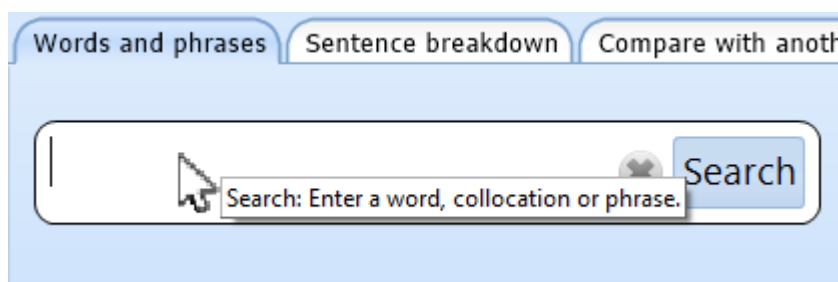 Words and phrases Sentence breakdown Compare with anoth
Search
Search: Enter a word, collocation or phrase.